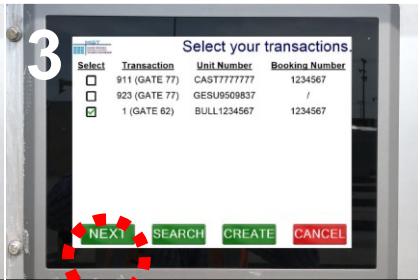 3
Select your transactions.
Select Transaction Unit Number Booking Number
911 (GATE 77) CAST7777777 1234567
923 (GATE 77) GESU9509837 /
1 (GATE 62) BULL1234567 1234567
NEXT SEARCH CREATE CANCEL